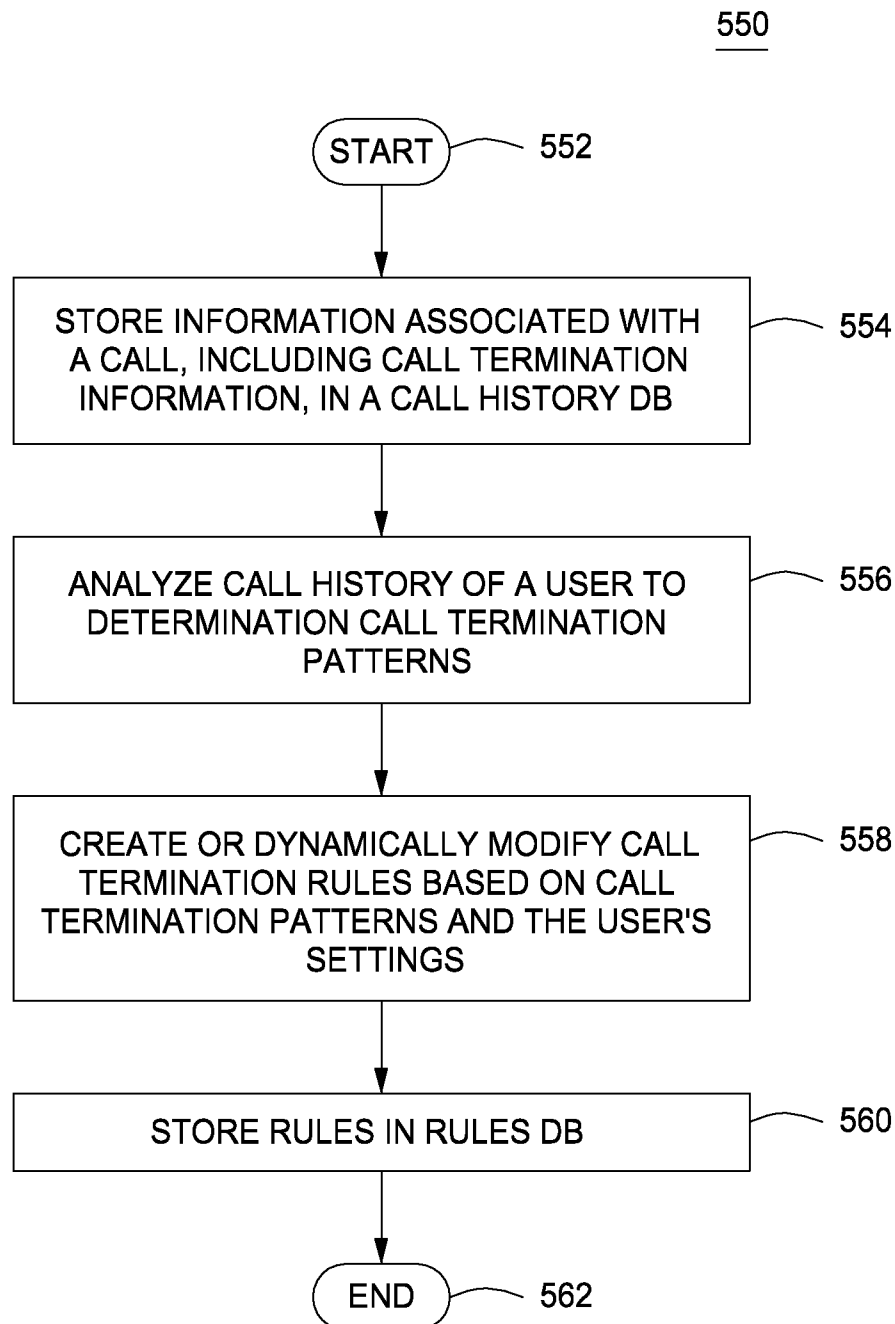 550
START
552
STORE INFORMATION ASSOCIATED WITH
A CALL, INCLUDING CALL TERMINATION
INFORMATION, IN A CALL HISTORY DB
554
ANALYZE CALL HISTORY OF A USER TO
DETERMINATION CALL TERMINATION
PATTERNS
556
CREATE OR DYNAMICALLY MODIFY CALL
TERMINATION RULES BASED ON CALL
TERMINATION PATTERNS AND THE USER'S
SETTINGS
558
STORE RULES IN RULES DB
560
END
562